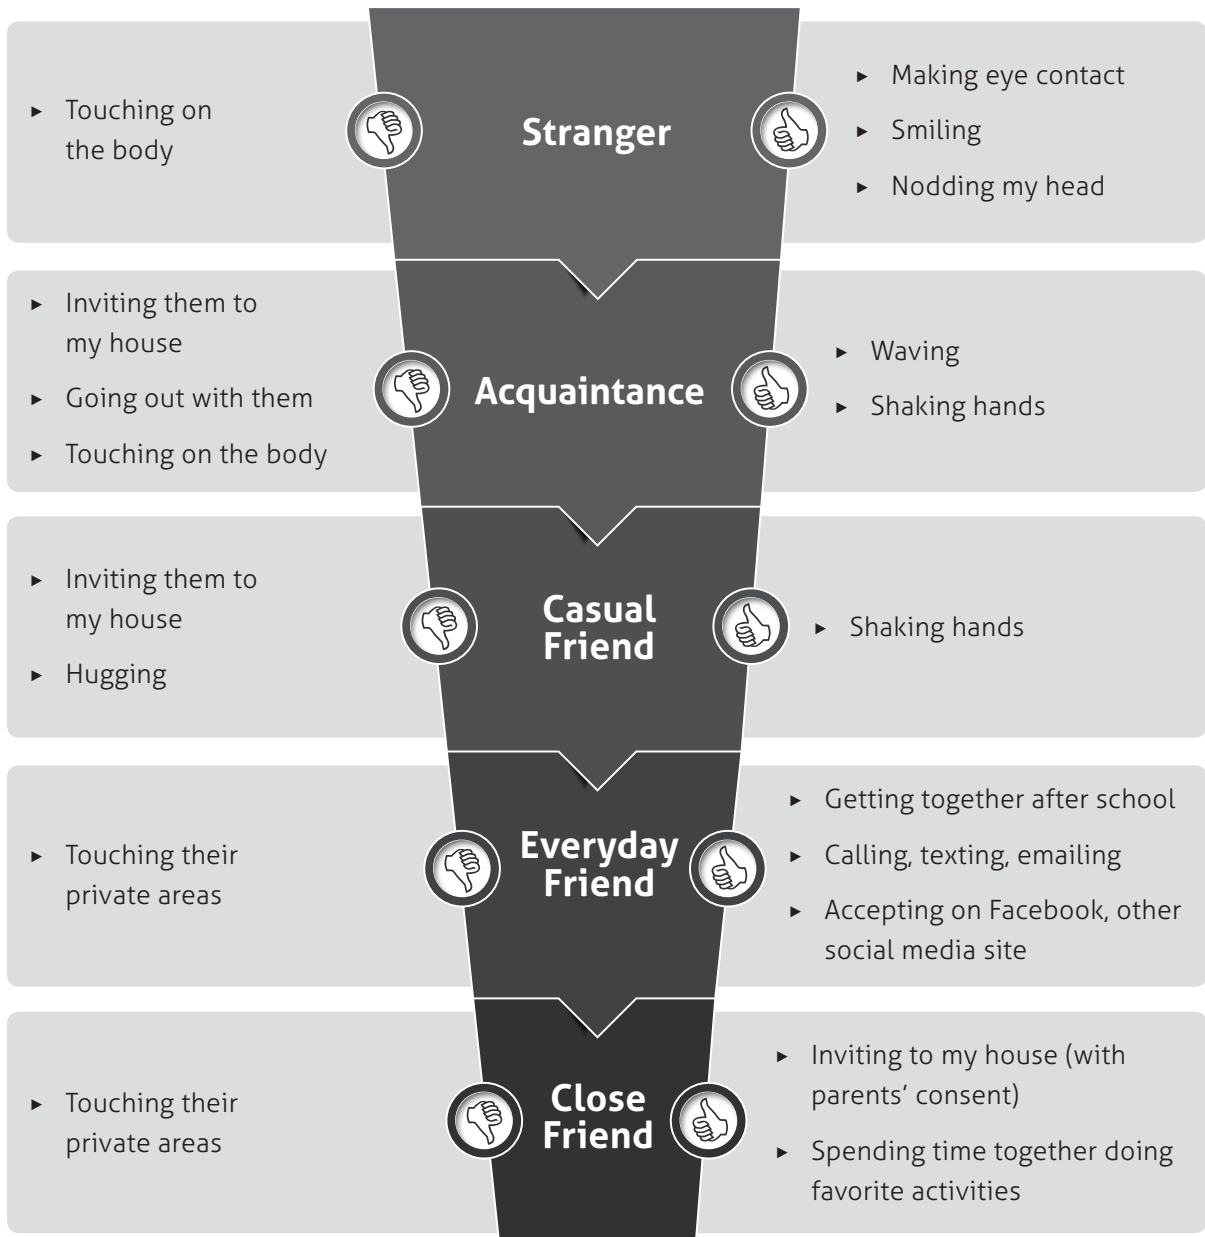 Touching on
the body
Stranger
Making eye contact
Smiling
Nodding my head
Inviting them to
my house
Going out with them
Touching on the body
Acquaintance
Waving
Shaking hands
Inviting them to
my house
Hugging
Casual
Friend
Shaking hands
Touching their
private areas
Everyday
Friend
Getting together after school
Calling, texting, emailing
Accepting on Facebook, other
social media site
Touching their
private areas
Close
Friend
Inviting to my house (with
parents’ consent)
Spending time together doing
favorite activities